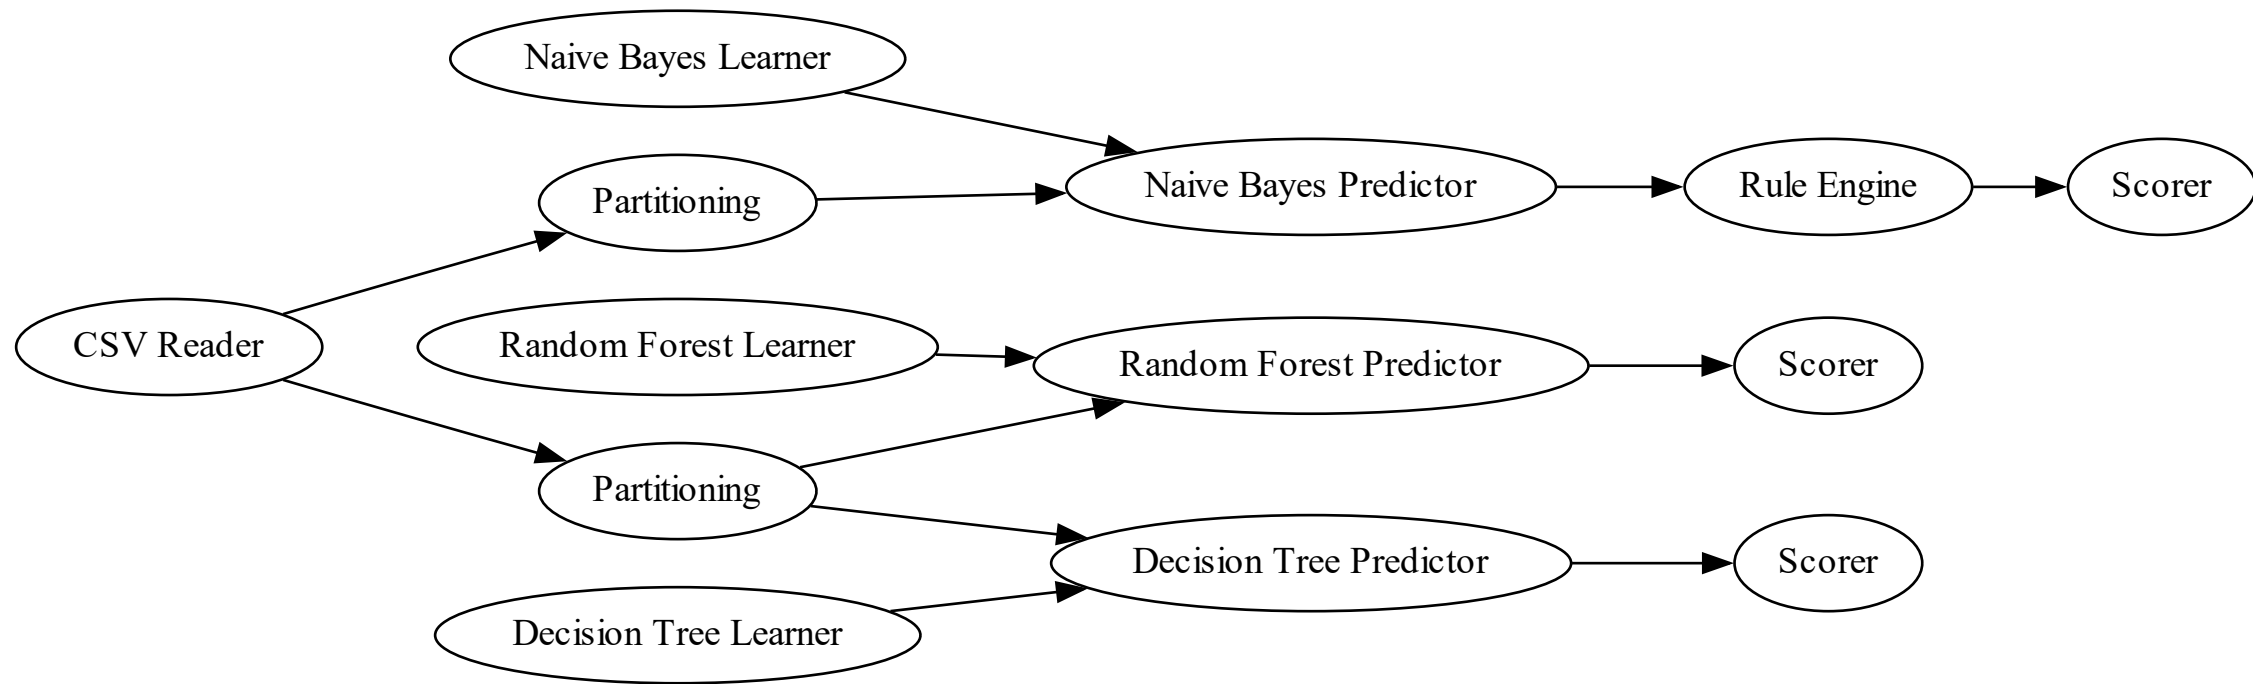 Naive Bayes Learner
Partitioning
Naive Bayes Predictor
Rule Engine
Scorer
CSV Reader
Random Forest Learner
Random Forest Predictor
Scorer
Partitioning
Decision Tree Predictor
Scorer
Decision Tree Learner